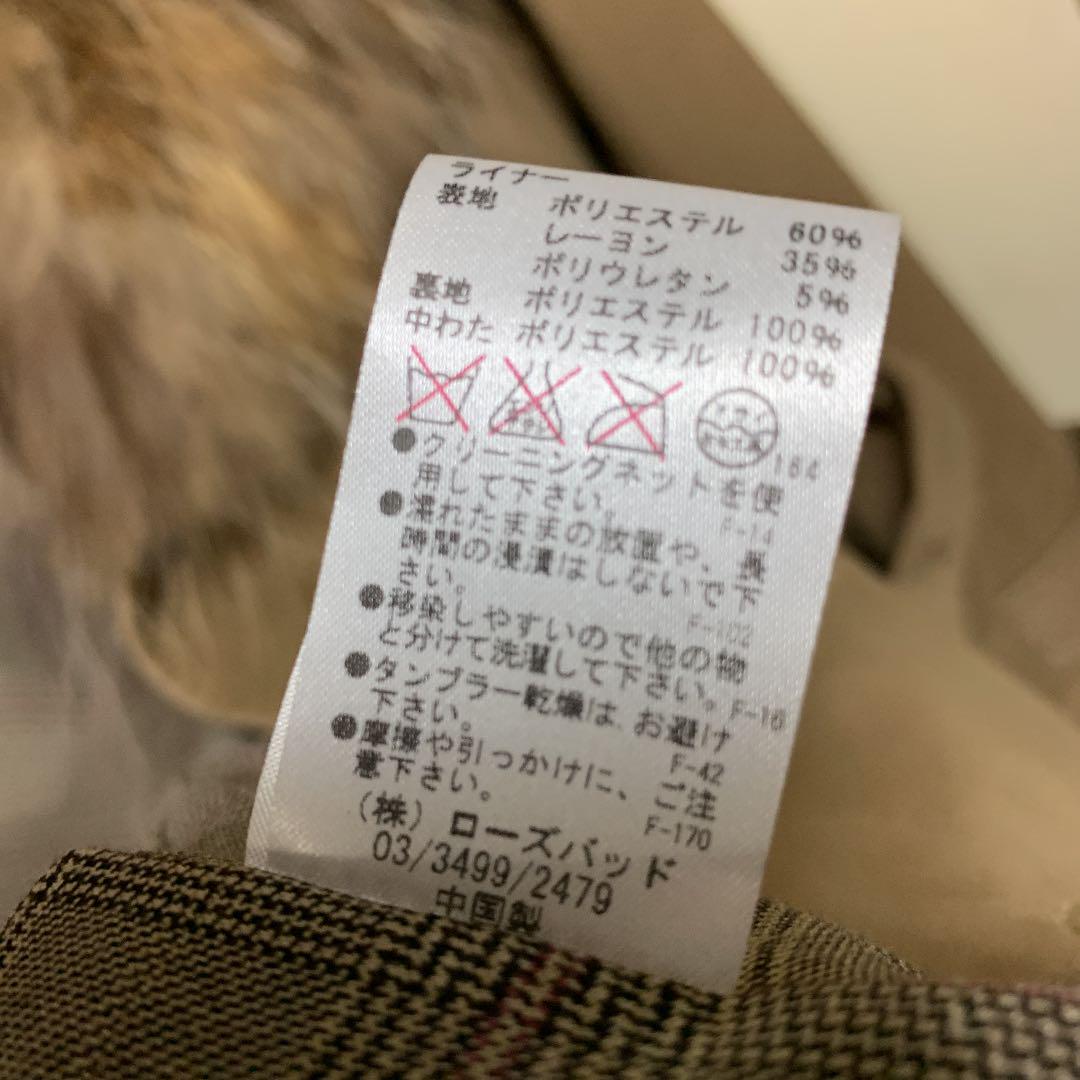 ライナー
表地 ポリエステル 60%
レーヨン 35%
ポリウレタン 5%
裏地 ポリエステル 100%
中わた ポリエステル 100%
184
●クリーニングネットを使
用して下さい。 F-14
●濡れたままの放置や、長
時間の浸漬はしないで下
さい。 F-102
●移染しやすいので他の物
と分けて洗濯して下さい。F-16
●タンブラー乾燥は、お避け
下さい。 F-42
●摩擦や引っかけに、ご注
意下さい。 F-170
(株) ローズバッド
03/3499/2479
中国製